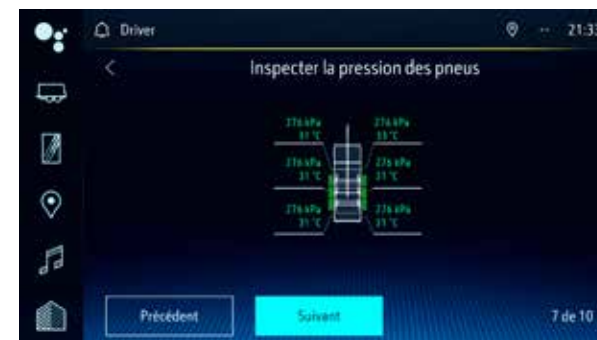 Driver
21:33
Inspecter la pression des pneus
276 kPa 274 kPa
31 °C 33 °C
276 kPa 276 kPa
31 °C 31 °C
276 kPa 276 kPa
31 °C 31 °C
Précédent Suivant 7 de 10